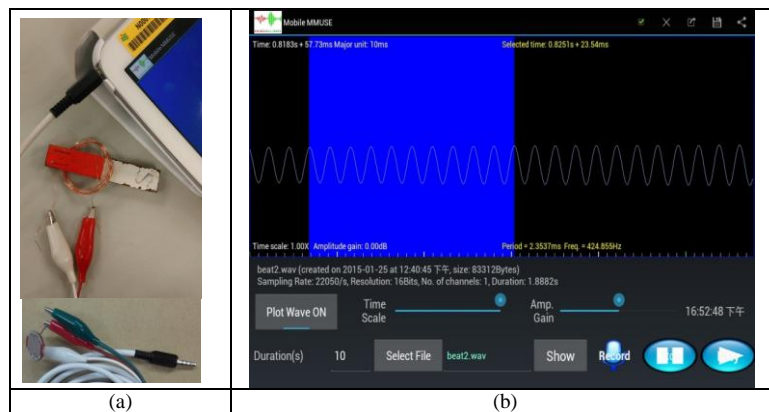 Mobile MMUSE
Time: 0.8183s + 57.73ms Major unit: 10ms
Selected time: 0.8251s + 23.54ms
Time scale: 1.00X Amplitude gain: 0.00dB
Period = 2.3537ms Freq. = 424.855Hz
beat2.wav (created on 2015-01-25 at 12:40:45 下午, size: 83312Bytes)
Sampling Rate: 22050/s, Resolution: 16Bits, No. of channels: 1, Duration: 1.8882s
Plot Wave ON
Time
Scale
Amp.
Gain
16:52:48 下午
Duration(s)
10
Select File
beat2.wav
Show
Record
(a)
(b)